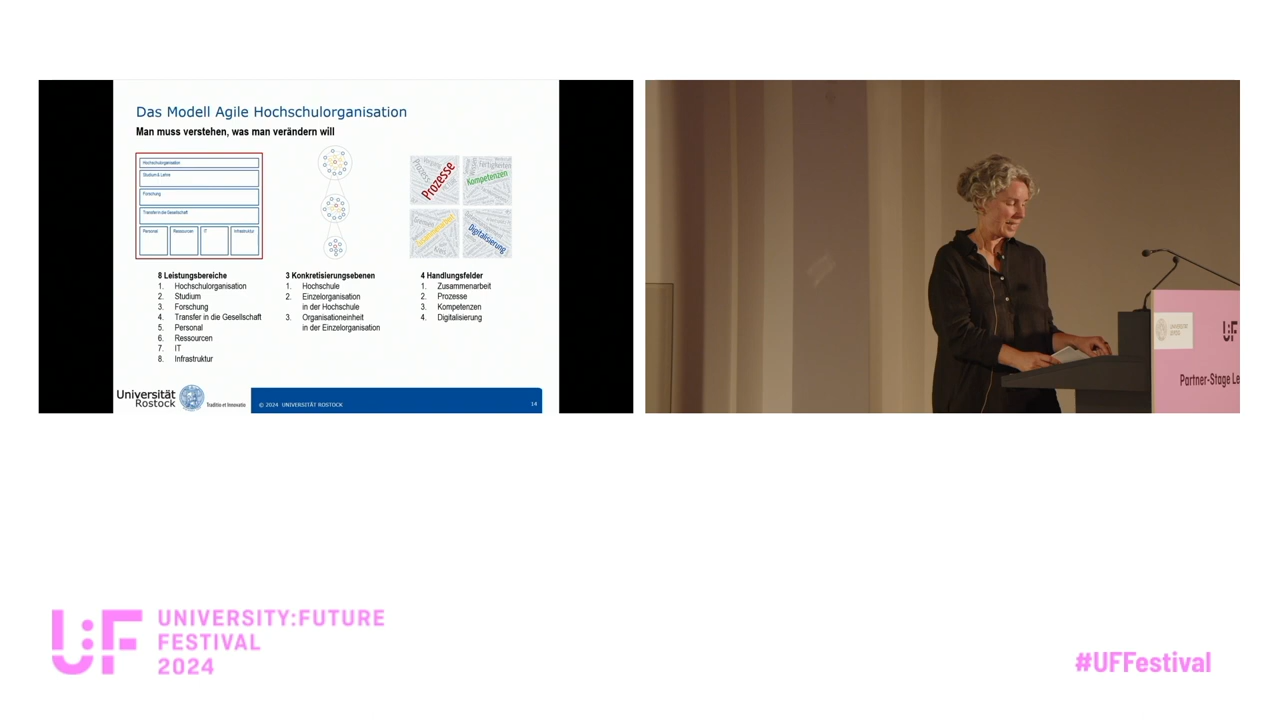 Das Modell Agile Hochschulorganisation
Man muss verstehen, was man verändern will
Hochschulorganisation
Studium & Lehre
Forschung
Transfer in die Gesellschaft
Personal
Ressourcen
IT
Infrastruktur
Prozesse
Kompetenzen
Digitalisierung
8 Leistungsbereiche
1. Hochschulorganisation
2. Studium
3. Forschung
4. Transfer in die Gesellschaft
5. Personal
6. Ressourcen
7. IT
8. Infrastruktur
3 Konkretisierungsebenen
1. Hochschule
2. Einzelorganisation
in der Hochschule
3. Organisationeinheit
in der Einzelorganisation
4 Handlungsfelder
1. Zusammenarbeit
2. Prozesse
3. Kompetenzen
4. Digitalisierung
Universität
Rostock
Traditio et Innovatio
© 2024 UNIVERSITÄT ROSTOCK
14
U:F
Partner-Stage Le
U:F
UNIVERSITY:FUTURE
FESTIVAL
2024
#UFFestival